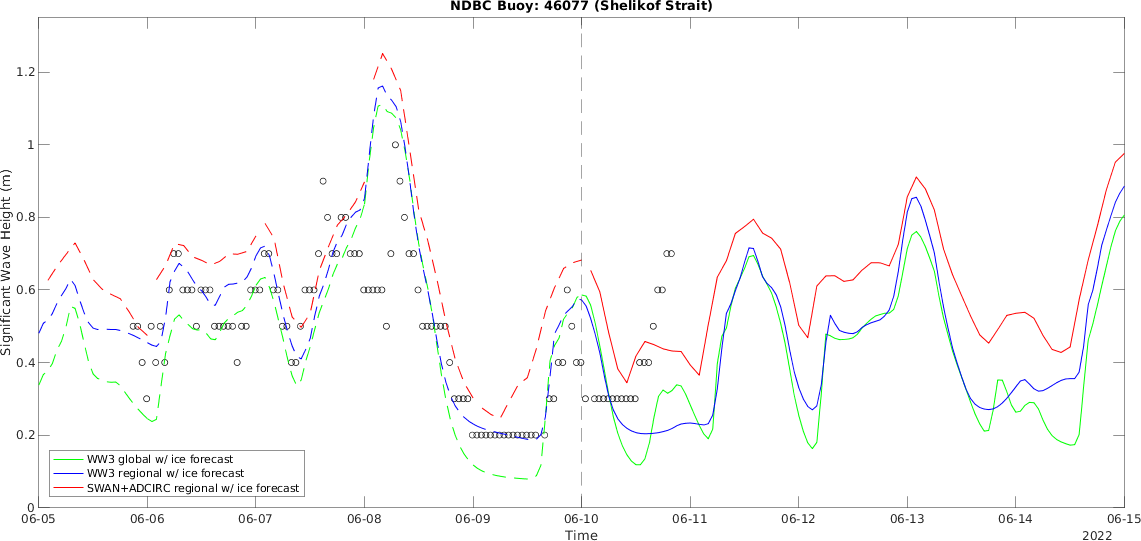 NDBC Buoy: 46077 (Shelikof Strait)
Significant Wave Height (m)
1.2
1
0.8
0.6
0.4
0.2
0
WW3 global w/ ice forecast
WW3 regional w/ ice forecast
SWAN+ADCIRC regional w/ ice forecast
06-05 06-06 06-07 06-08 06-09 06-10 06-11 06-12 06-13 06-14 06-15
Time
2022